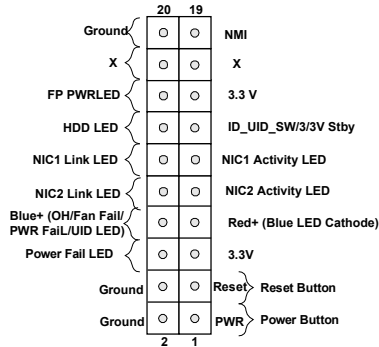 20 19
Ground NMI
X X
FP PWRLED 3.3 V
HDD LED ID_UID_SW/3/3V Stby
NIC1 Link LED NIC1 Activity LED
NIC2 Link LED NIC2 Activity LED
Blue+ (OH/Fan Fail/
PWR FaiL/UID LED) Red+ (Blue LED Cathode)
Power Fail LED 3.3V
Ground Reset Reset Button
Ground PWR Power Button
2 1